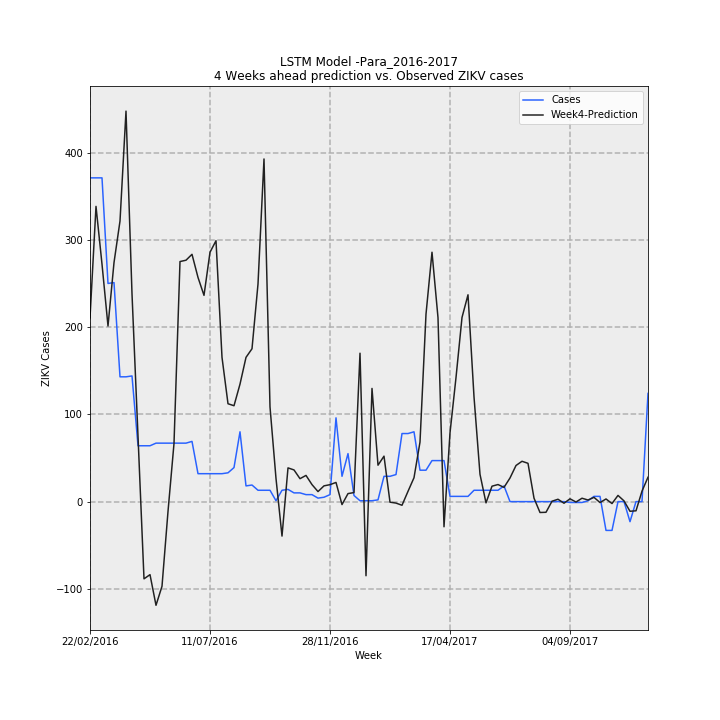 LSTM Model -Para_2016-2017
4 Weeks ahead prediction vs. Observed ZIKV cases
Cases
Week4-Prediction
ZIKV Cases
400
300
200
100
0
−100
22/02/2016 11/07/2016 28/11/2016 17/04/2017 04/09/2017
Week